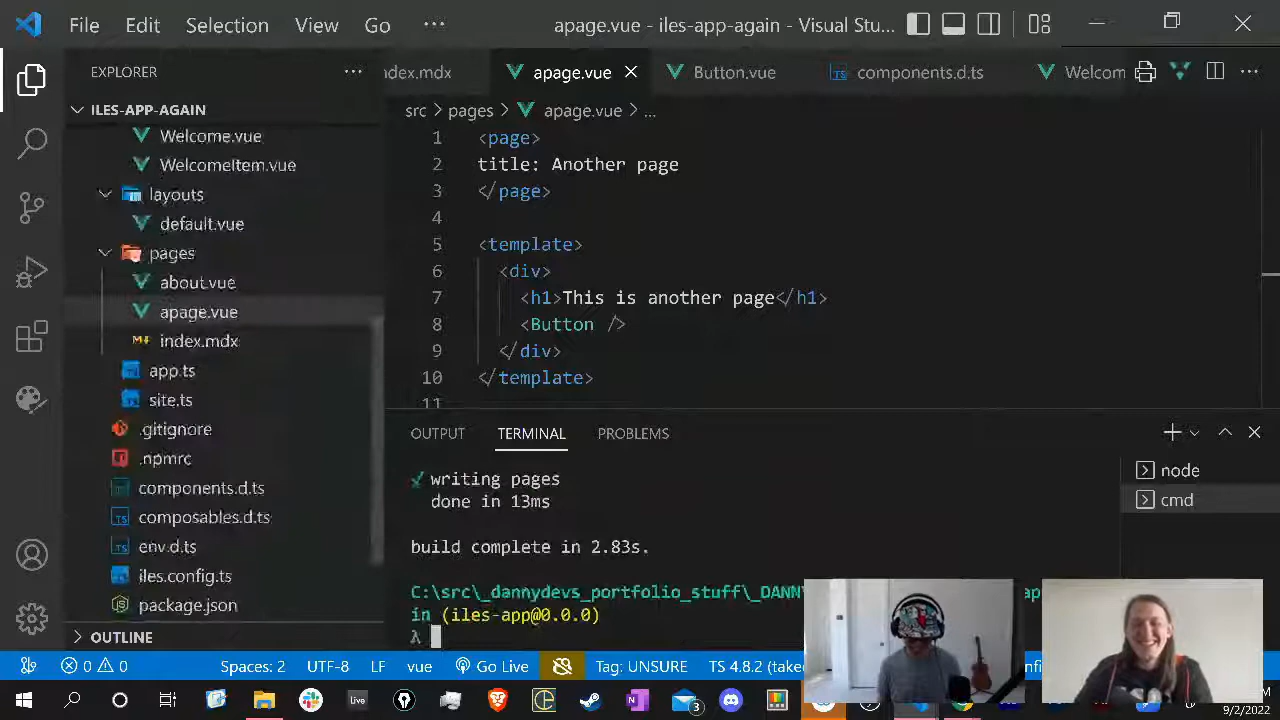 File Edit Selection View Go ··· apage.vue - iles-app-again - Visual Stu...
EXPLORER
ILES-APP-AGAIN
Welcome.vue
WelcomeItem.vue
layouts
default.vue
pages
about.vue
apage.vue
index.mdx
app.ts
site.ts
.gitignore
.npmrc
components.d.ts
composables.d.ts
env.d.ts
iles.config.ts
package.json
OUTLINE
ndex.mdx apage.vue Button.vue components.d.ts Welcom
src > pages > apage.vue > ...
1 <page>
2 title: Another page
3 </page>
4
5 <template>
6 <div>
7 <h1>This is another page</h1>
8 <Button />
9 </div>
10 </template>
11
OUTPUT TERMINAL PROBLEMS
✓ writing pages
done in 13ms
build complete in 2.83s.
C:\src\_dannydevs_portfolio_stuff\_DANN
in (iles-app@0.0.0)
λ
node
cmd
0 0 Spaces: 2 UTF-8 LF vue Go Live Tag: UNSURE TS 4.8.2 (take
Live 3
9/2/2022